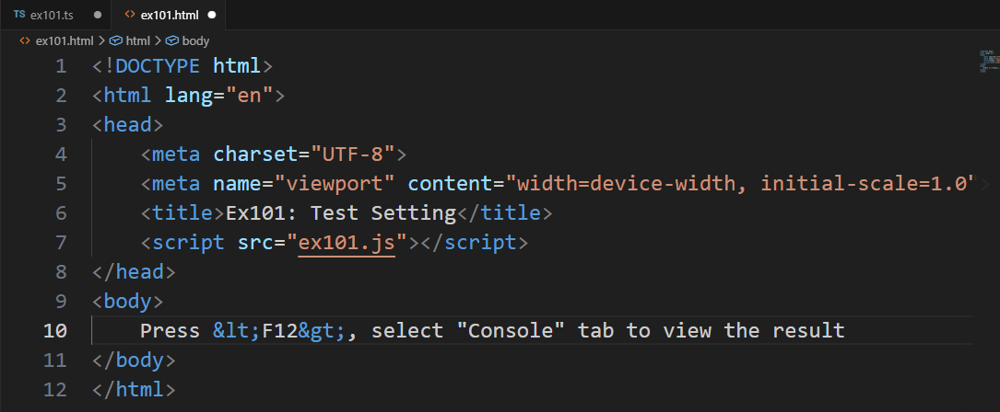 TS ex101.ts ● <> ex101.html ●
<> ex101.html > html > body
1 <!DOCTYPE html>
2 <html lang="en">
3 <head>
4     <meta charset="UTF-8">
5     <meta name="viewport" content="width=device-width, initial-scale=1.0">
6     <title>Ex101: Test Setting</title>
7     <script src="ex101.js"></script>
8 </head>
9 <body>
10     Press &lt;F12&gt;, select "Console" tab to view the result
11 </body>
12 </html>